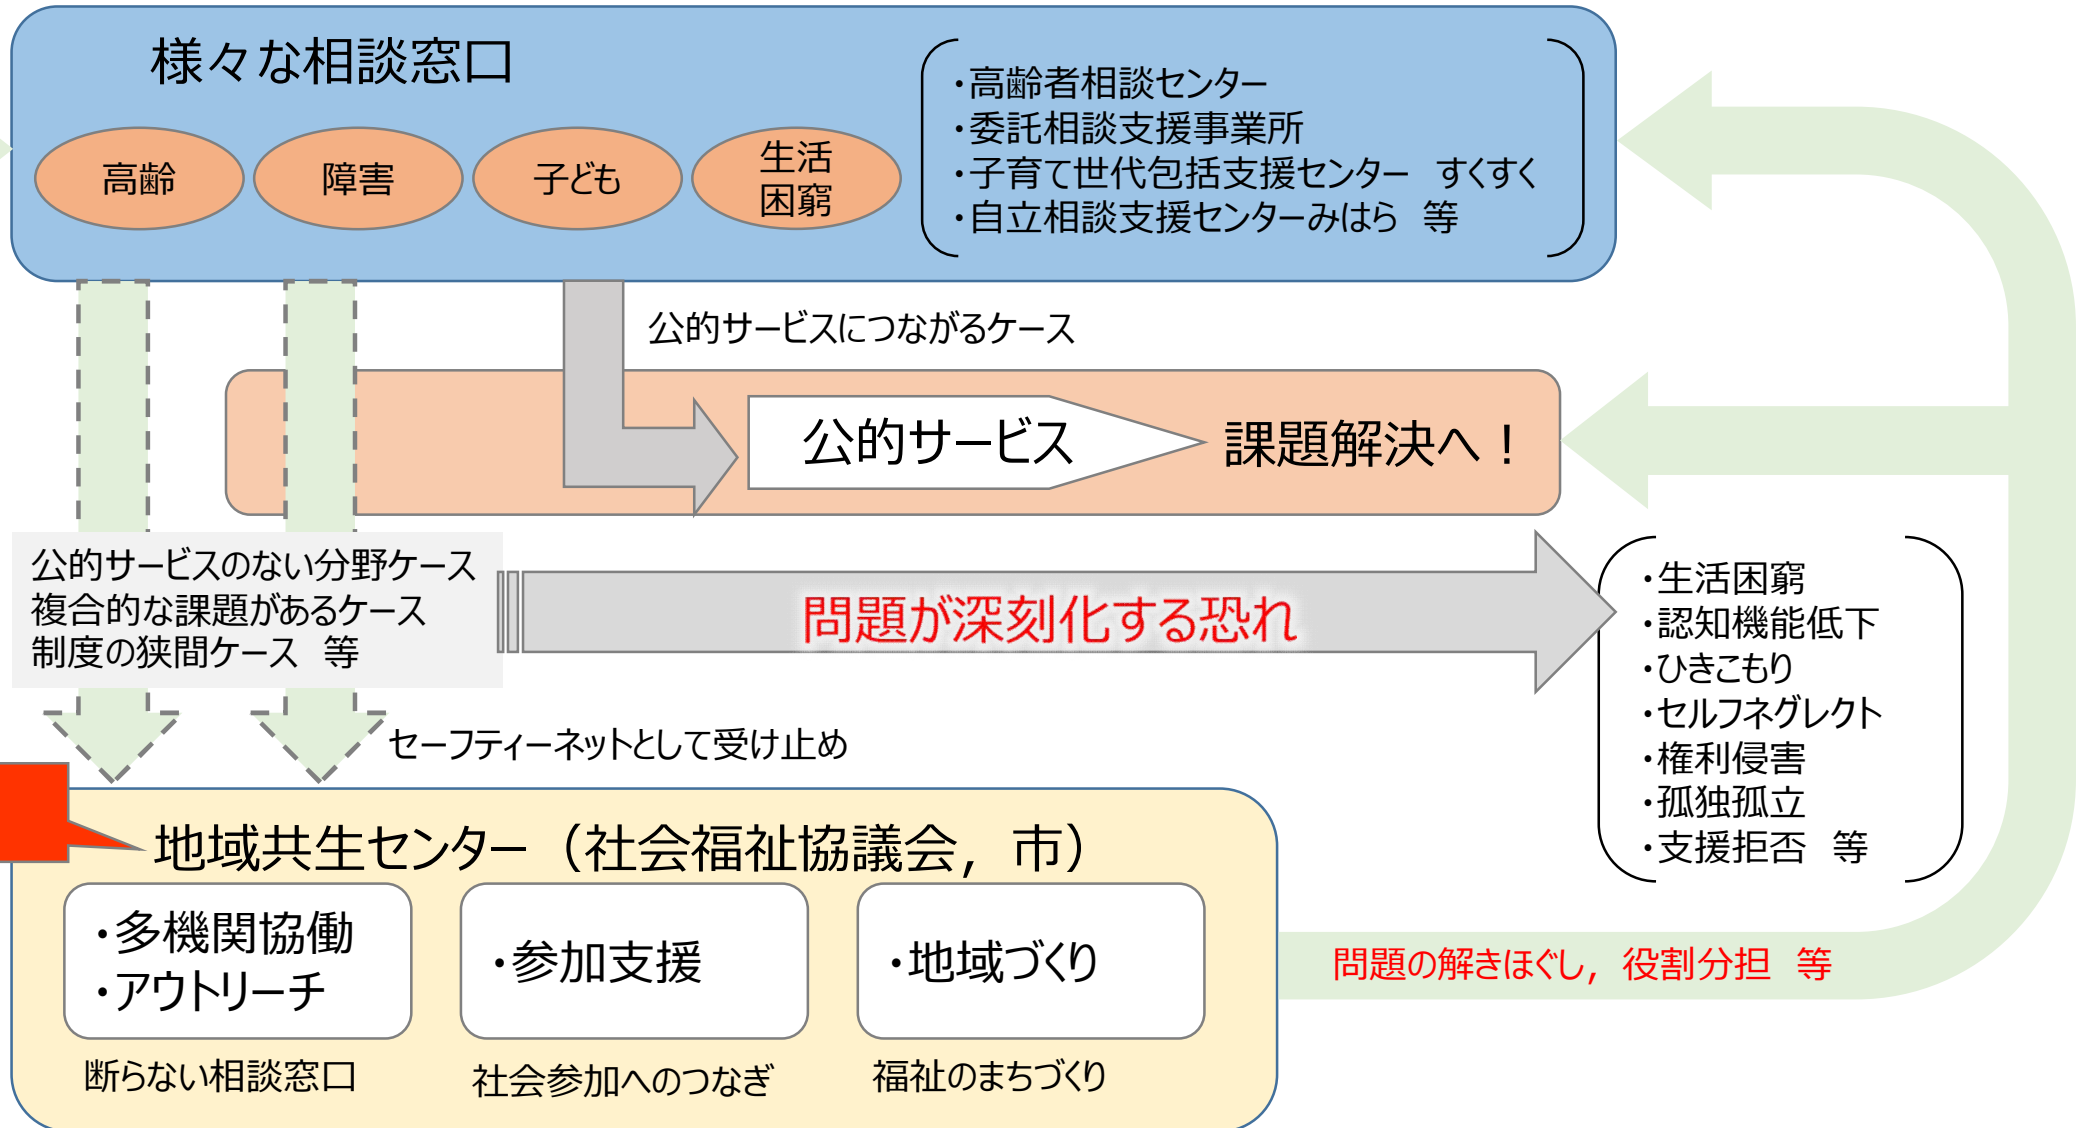 様々な相談窓口
高齢
障害
子ども
生活
困窮
・高齢者相談センター
・委託相談支援事業所
・子育て世代包括支援センター　すくすく
・自立相談支援センターみはら　等
公的サービスにつながるケース
公的サービス
課題解決へ！
公的サービスのない分野ケース
複合的な課題があるケース
制度の狭間ケース　等
問題が深刻化する恐れ
・生活困窮
・認知機能低下
・ひきこもり
・セルフネグレクト
・権利侵害
・孤独孤立
・支援拒否　等
セーフティーネットとして受け止め
地域共生センター（社会福祉協議会，市）
・多機関協働
・アウトリーチ
・参加支援
・地域づくり
断らない相談窓口
社会参加へのつなぎ
福祉のまちづくり
問題の解きほぐし，役割分担　等